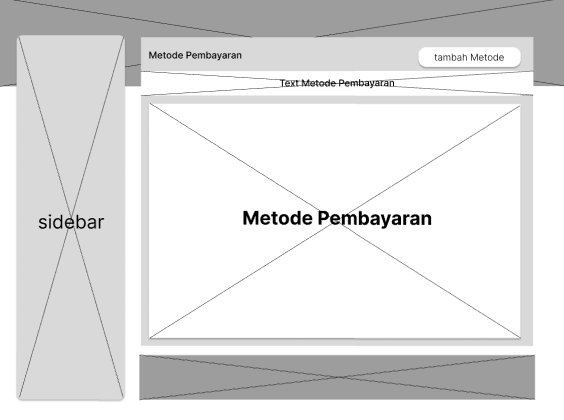 Metode Pembayaran
tambah Metode
Text Metode Pembayaran
sidebar
Metode Pembayaran